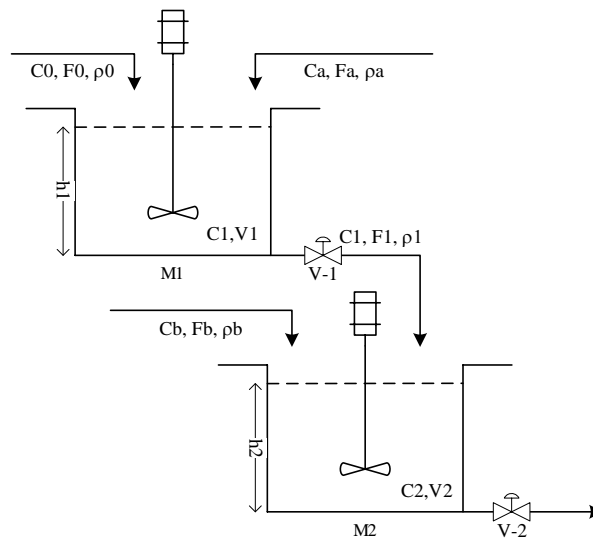 C0, F0, ρ0
Ca, Fa, ρa
h1
C1,V1
C1, F1, ρ1
M1
V-1
Cb, Fb, ρb
h2
C2,V2
M2
V-2